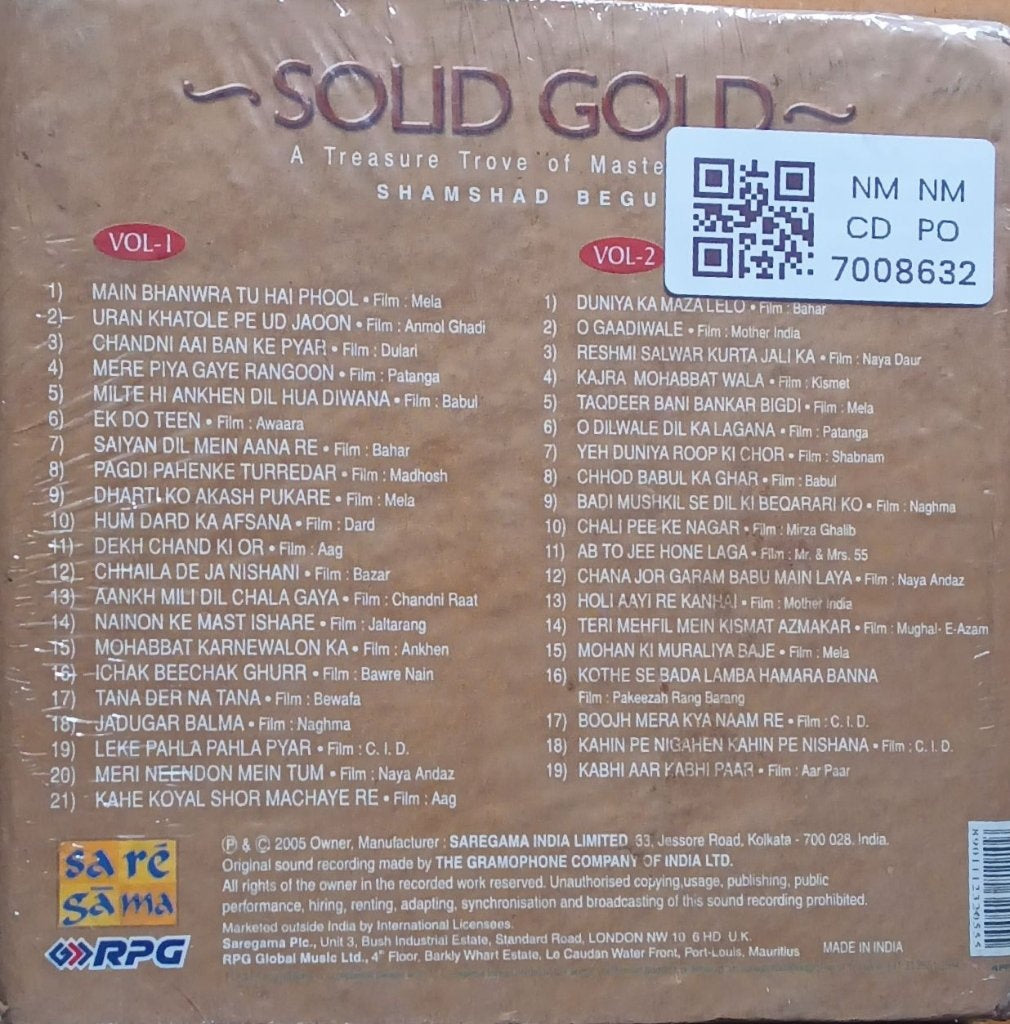 ~SOLID GOLD~
A Treasure Trove of
SHAMSHAD
NM NM
CD PO
7008632
VOL-1
1) MAIN BHANWRA TU HAI PHOOL • Film : Mela
2) URAN KHATOLE PE UD JAOON • Film : Anmol Ghadi
3) CHANDNI AAI BAN KE PYAR • Film : Dulari
4) MERE PIYA GAYE RANGOON • Film : Patanga
5) MILTE HI ANKHEN DIL HUA DIWANA • Film : Babul
6) EK DO TEEN • Film : Awaara
7) SAIYAN DIL MEIN AANA RE • Film : Bahar
8) PAGDI PAHENKE TURREDAR • Film : Madhosh
9) DHARTI KO AKASH PUKARE • Film : Mela
10) HUM DARD KA AFSANA • Film : Dard
11) DEKH CHAND KI OR • Film : Aag
12) CHHAILA DE JA NISHANI • Film : Bazar
13) AANKH MILI DIL CHALA GAYA • Film : Chandni Raat
14) NAINON KE MAST ISHARE • Film : Jaltarang
15) MOHABBAT KARNEWALON KA • Film : Ankhen
16) ICHAK BEECHAK GHURR • Film : Bawre Nain
17) TANA DER NA TANA • Film : Bewafa
18) JADUGAR BALMA • Film : Naghma
19) LEKE PAHLA PAHLA PYAR • Film : C. I. D.
20) MERI NEENDON MEIN TUM • Film : Naya Andaz
21) KAHE KOYAL SHOR MACHAYE RE • Film : Aag
VOL-2
1) DUNIYA KA MAZA LELO • Film : Bahar
2) O GAADIWALE • Film : Mother India
3) RESHMI SALWAR KURTA JALI KA • Film : Naya Daur
4) KAJRA MOHABBAT WALA • Film : Kismet
5) TAQDEER BANI BANKAR BIGDI • Film : Mela
6) O DILWALE DIL KA LAGANA • Film : Patanga
7) YEH DUNIYA ROOP KI CHOR • Film : Shabnam
8) CHHOD BABUL KA GHAR • Film : Babul
9) BADI MUSHKIL SE DIL KI BEQARARI KO • Film : Naghma
10) CHALI PEE KE NAGAR • Film : Mirza Ghalib
11) AB TO JEE HONE LAGA • Film : Mr. & Mrs. 55
12) CHANA JOR GARAM BABU MAIN LAYA • Film : Naya Andaz
13) HOLI AAYI RE KANHAI • Film : Mother India
14) TERI MEHFIL MEIN KISMAT AZMAKAR • Film : Mughal- E-Azam
15) MOHAN KI MURALIYA BAJE • Film : Mela
16) KOTHE SE BADA LAMBA HAMARA BANNA
Film : Pakeezah Rang Barang
17) BOOJH MERA KYA NAAM RE • Film : C. I. D.
18) KAHIN PE NIGAHEN KAHIN PE NISHANA • Film : C. I. D.
19) KABHI AAR KABHI PAAR • Film : Aar Paar
sa rē
gā ma
RPG
℗ & © 2005 Owner, Manufacturer : SAREGAMA INDIA LIMITED 33, Jessore Road, Kolkata - 700 028. India.
Original sound recording made by THE GRAMOPHONE COMPANY OF INDIA LTD.
All rights of the owner in the recorded work reserved. Unauthorised copying,usage, publishing, public
performance, hiring, renting, adapting, synchronisation and broadcasting of this sound recording prohibited.
Marketed outside India by International Licensees.
Saregama Plc., Unit 3, Bush Industrial Estate, Standard Road, LONDON NW 10 6 HD U.K.
RPG Global Music Ltd., 4" Floor, Barkly Whart Estate, Le Caudan Water Front, Port-Louis, Mauritius
MADE IN INDIA